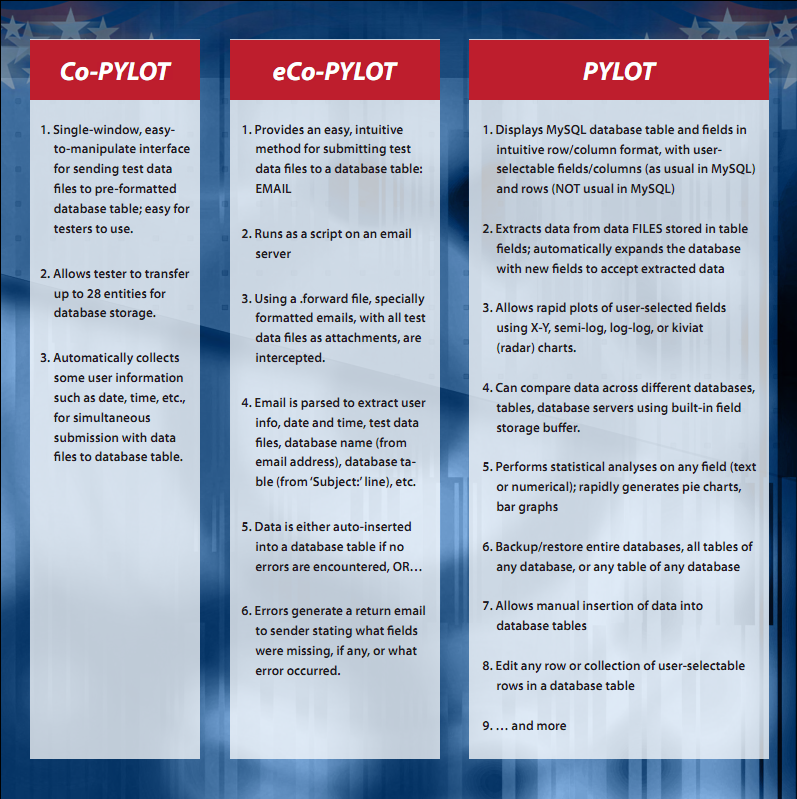 Co-PYLOT
1. Single-window, easy-
to-manipulate interface
for sending test data
files to pre-formatted
database table; easy for
testers to use.
2. Allows tester to transfer
up to 28 entities for
database storage.
3. Automatically collects
some user information
such as date, time, etc.,
for simultaneous
submission with data
files to database table.
eCo-PYLOT
1. Provides an easy, intuitive
method for submitting test
data files to a database table:
EMAIL
2. Runs as a script on an email
server
3. Using a .forward file, specially
formatted emails, with all test
data files as attachments, are
intercepted.
4. Email is parsed to extract user
info, date and time, test data
files, database name (from
email address), database ta-
ble (from ‘Subject:’ line), etc.
5. Data is either auto-inserted
into a database table if no
errors are encountered, OR…
6. Errors generate a return email
to sender stating what fields
were missing, if any, or what
error occurred.
PYLOT
1. Displays MySQL database table and fields in
intuitive row/column format, with user-
selectable fields/columns (as usual in MySQL)
and rows (NOT usual in MySQL)
2. Extracts data from data FILES stored in table
fields; automatically expands the database
with new fields to accept extracted data
3. Allows rapid plots of user-selected fields
using X-Y, semi-log, log-log, or kiviat
(radar) charts.
4. Can compare data across different databases,
tables, database servers using built-in field
storage buffer.
5. Performs statistical analyses on any field (text
or numerical); rapidly generates pie charts,
bar graphs
6. Backup/restore entire databases, all tables of
any database, or any table of any database
7. Allows manual insertion of data into
database tables
8. Edit any row or collection of user-selectable
rows in a database table
9. … and more